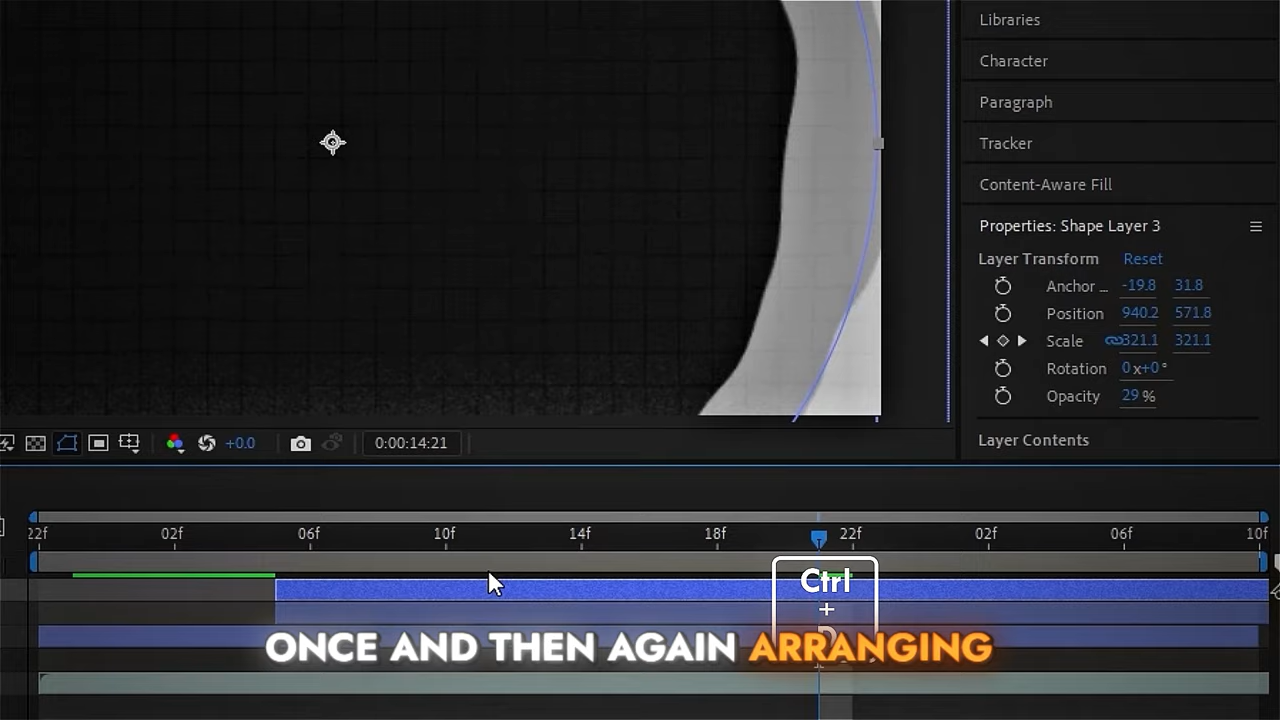 Libraries
Character
Paragraph
Tracker
Content-Aware Fill
Properties: Shape Layer 3
Layer Transform Reset
Anchor ... -19.8 31.8
Position 940.2 571.8
Scale 321.1 321.1
Rotation 0x+0°
Opacity 29 %
Layer Contents
+0.0 0:00:14:21
22f 02f 06f 10f 14f 18f 22f 02f 06f 10f
Ctrl
+
ONCE AND THEN AGAIN ARRANGING